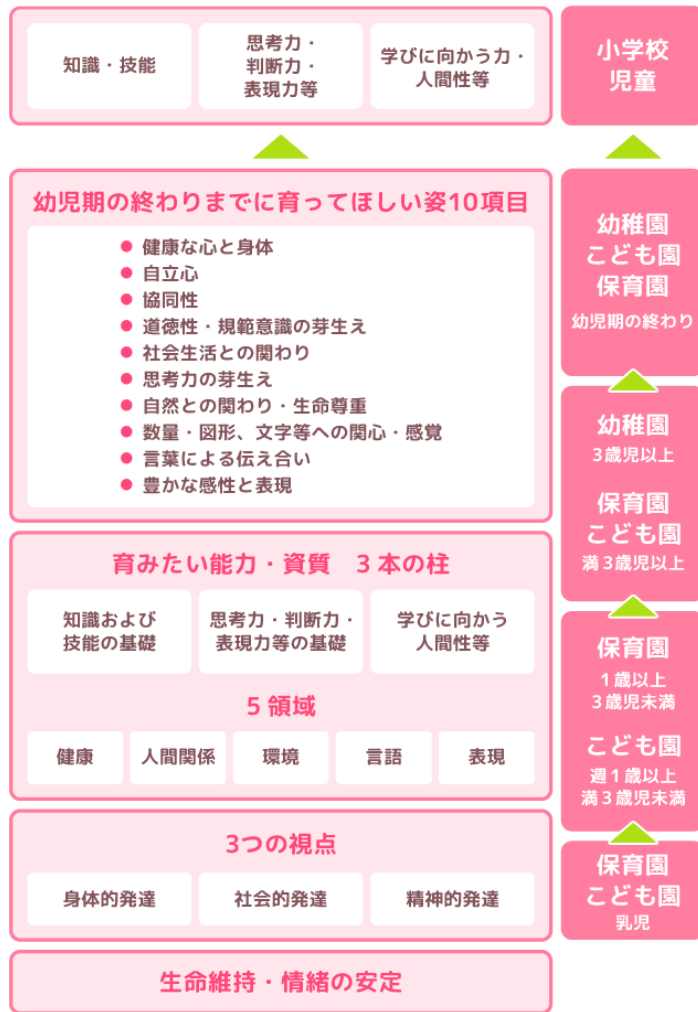 知識・技能
思考力・
判断力・
表現力等
学びに向かう力・
人間性等
小学校
児童
幼児期の終わりまでに育ってほしい姿10項目
● 健康な心と身体
● 自立心
● 協同性
● 道徳性・規範意識の芽生え
● 社会生活との関わり
● 思考力の芽生え
● 自然との関わり・生命尊重
● 数量・図形、文字等への関心・感覚
● 言葉による伝え合い
● 豊かな感性と表現
幼稚園
こども園
保育園
幼児期の終わり
幼稚園
3歳児以上
保育園
こども園
満3歳児以上
育みたい能力・資質　3本の柱
知識および
技能の基礎
思考力・判断力・
表現力等の基礎
学びに向かう
人間性等
5領域
健康
人間関係
環境
言語
表現
保育園
1歳以上
3歳児未満
こども園
週1歳以上
満3歳児未満
3つの視点
身体的発達
社会的発達
精神的発達
保育園
こども園
乳児
生命維持・情緒の安定